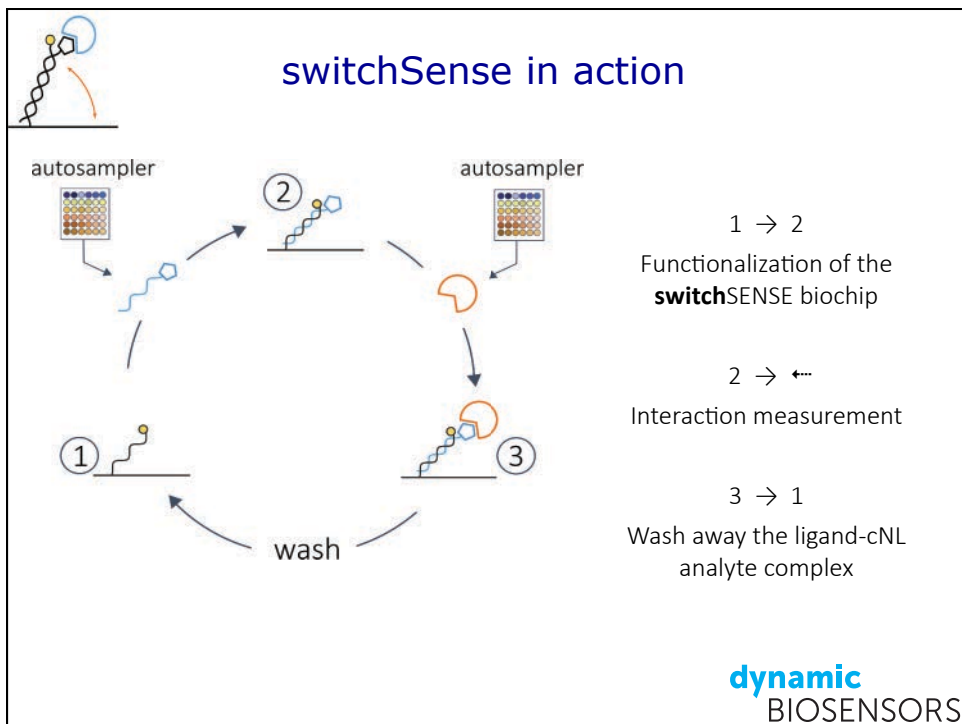 switchSense in action
autosampler
2
autosampler
1 → 2
Functionalization of the
switchSENSE biochip
2 → ⬸
Interaction measurement
1
3
3 → 1
wash
Wash away the ligand-cNL
analyte complex
dynamic
BIOSENSORS